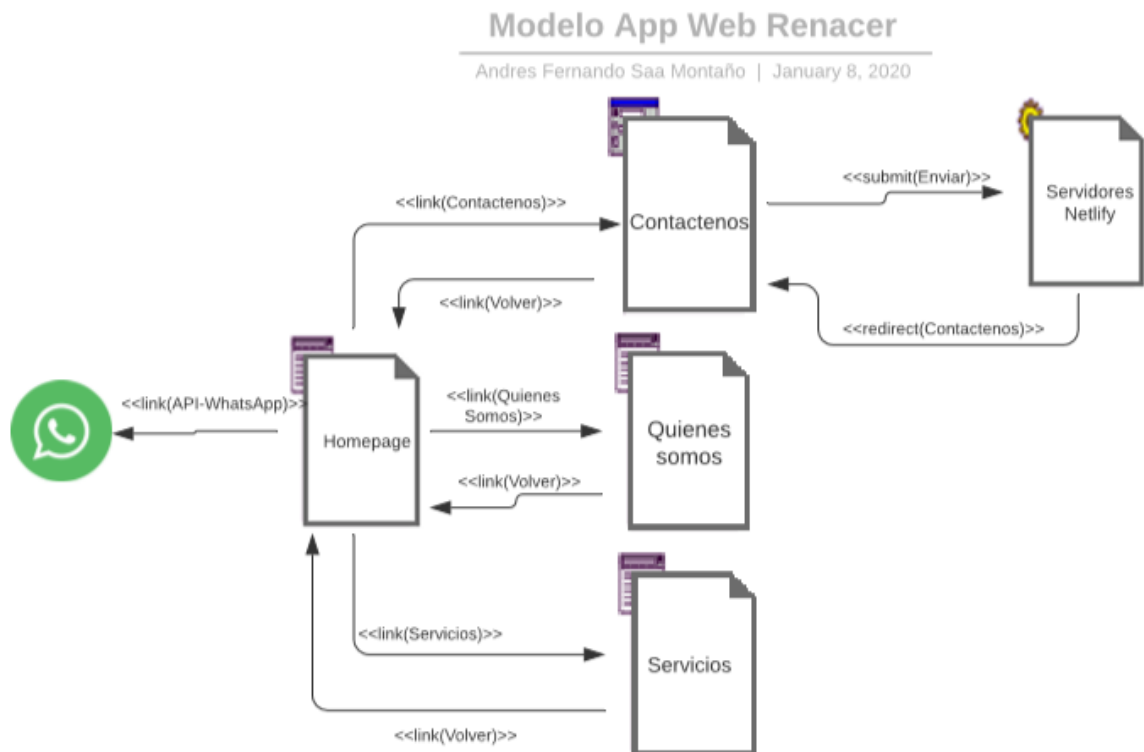 Modelo App Web Renacer
Andres Fernando Saa Montaño | January 8, 2020
<<submit(Enviar)>>
Servidores
Netlify
<<link(Contactenos)>>
Contactenos
<<link(Volver)>>
<<redirect(Contactenos)>>
<<link(API-WhatsApp)>>
Homepage
<<link(Quienes
Somos)>>
Quienes
somos
<<link(Volver)>>
<<link(Servicios)>>
Servicios
<<link(Volver)>>